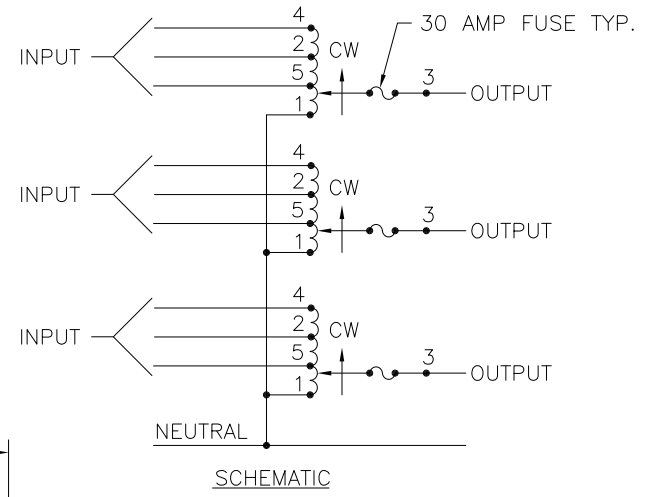 30 AMP FUSE TYP.
4
2
CW
INPUT
5
3
OUTPUT
1
4
2
CW
INPUT
5
3
OUTPUT
1
4
2
CW
INPUT
5
3
OUTPUT
1
NEUTRAL
SCHEMATIC